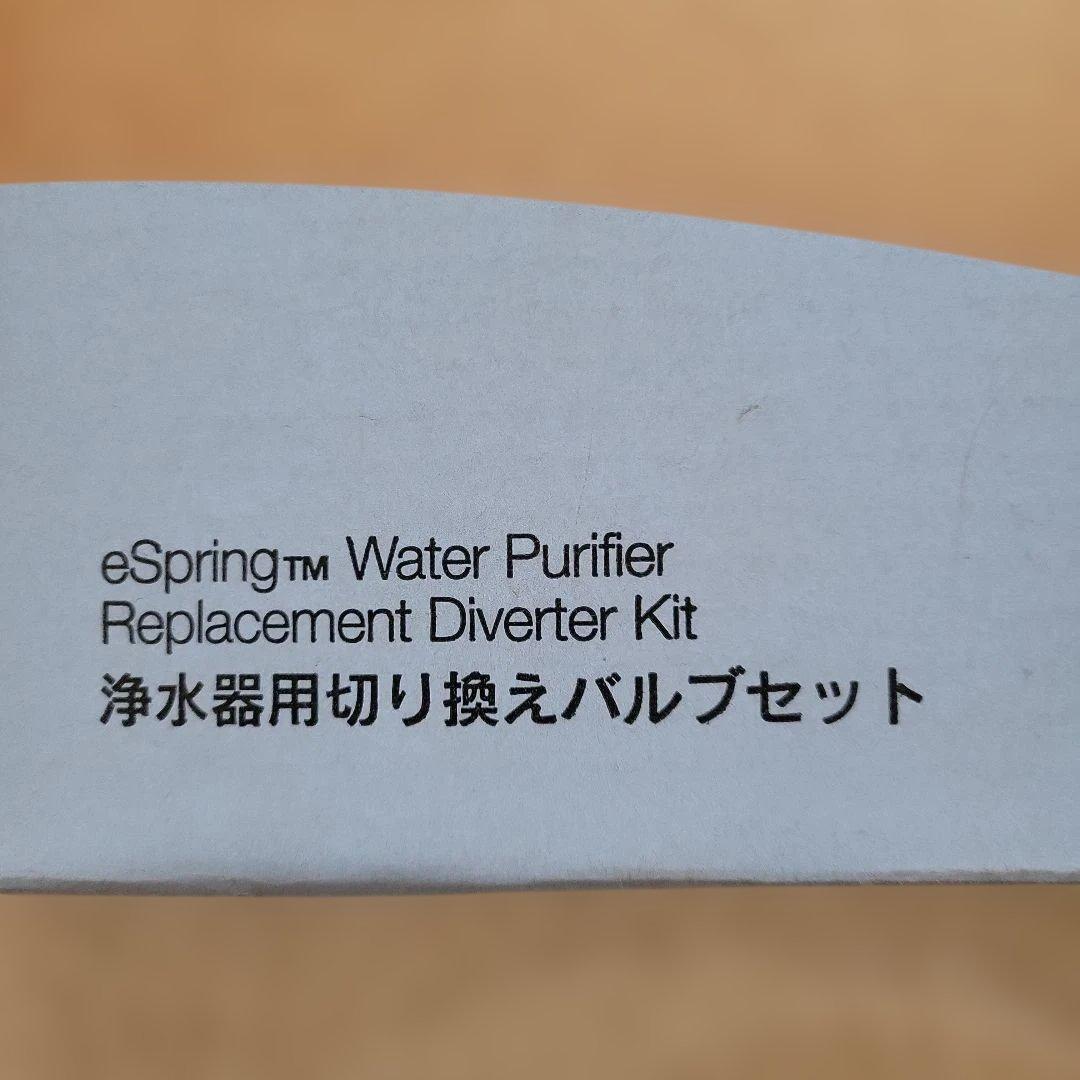 eSpring™ Water Purifier
Replacement Diverter Kit
浄水器用切り換えバルブセット